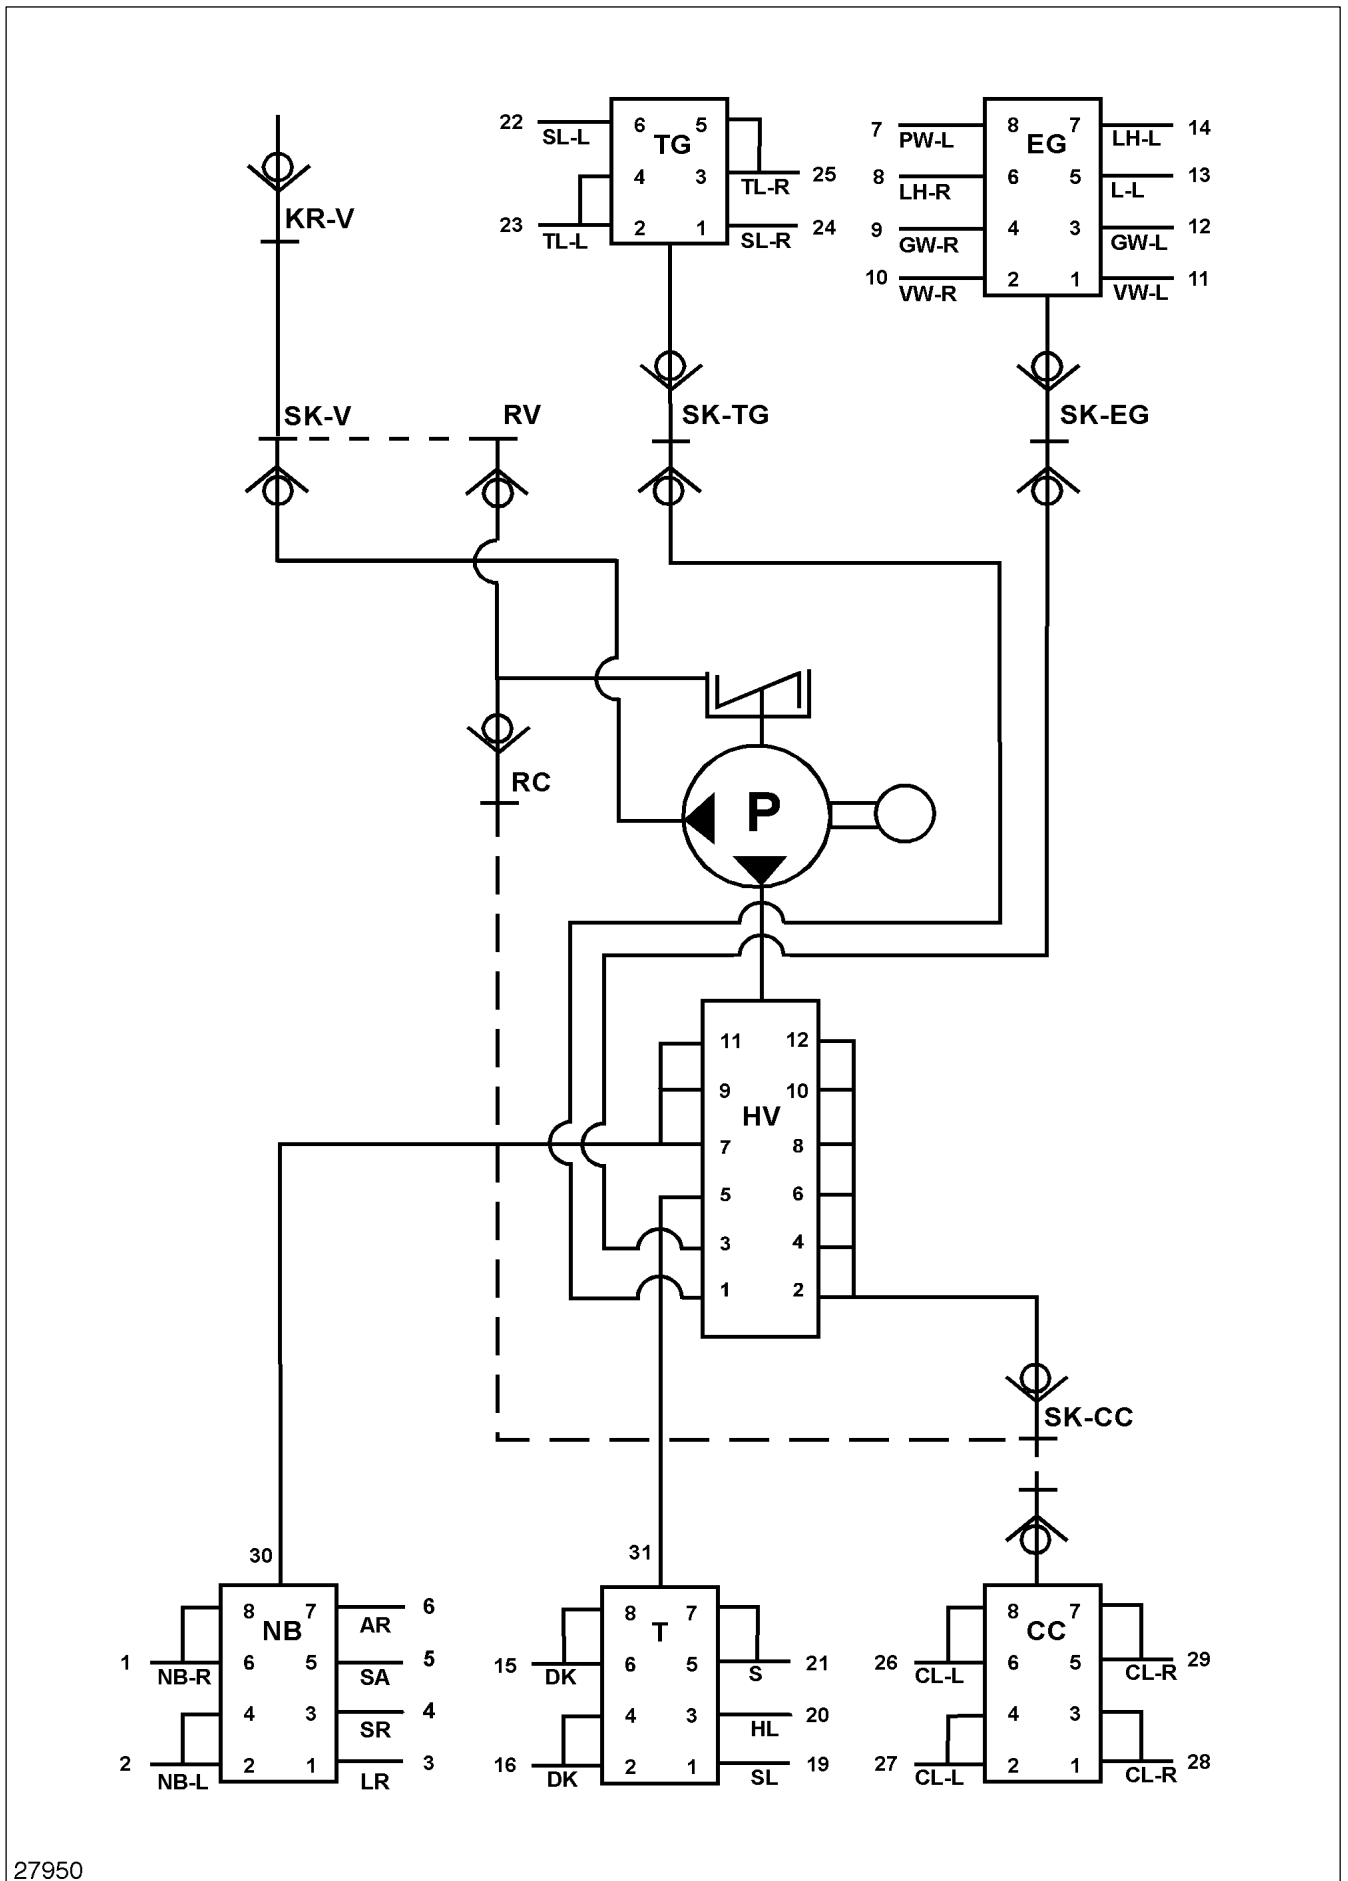 22 SL-L 6 5 TG
4 3 TL-R 25
23 TL-L 2 1 SL-R 24
7 PW-L 8 7 EG LH-L 14
8 LH-R 6 5 L-L 13
9 GW-R 4 3 GW-L 12
10 VW-R 2 1 VW-L 11
KR-V
SK-V RV SK-TG SK-EG
RC
P
11 12
9 10
HV
7 8
5 6
3 4
1 2
SK-CC
30 31
8 7 AR 6
NB
1 NB-R 6 5 SA 5
4 3 SR 4
2 NB-L 2 1 LR 3
8 7
T
15 DK 6 5 S 21
4 3 HL 20
16 DK 2 1 SL 19
8 7
CC
26 CL-L 6 5 CL-R 29
4 3
27 CL-L 2 1 CL-R 28
27950